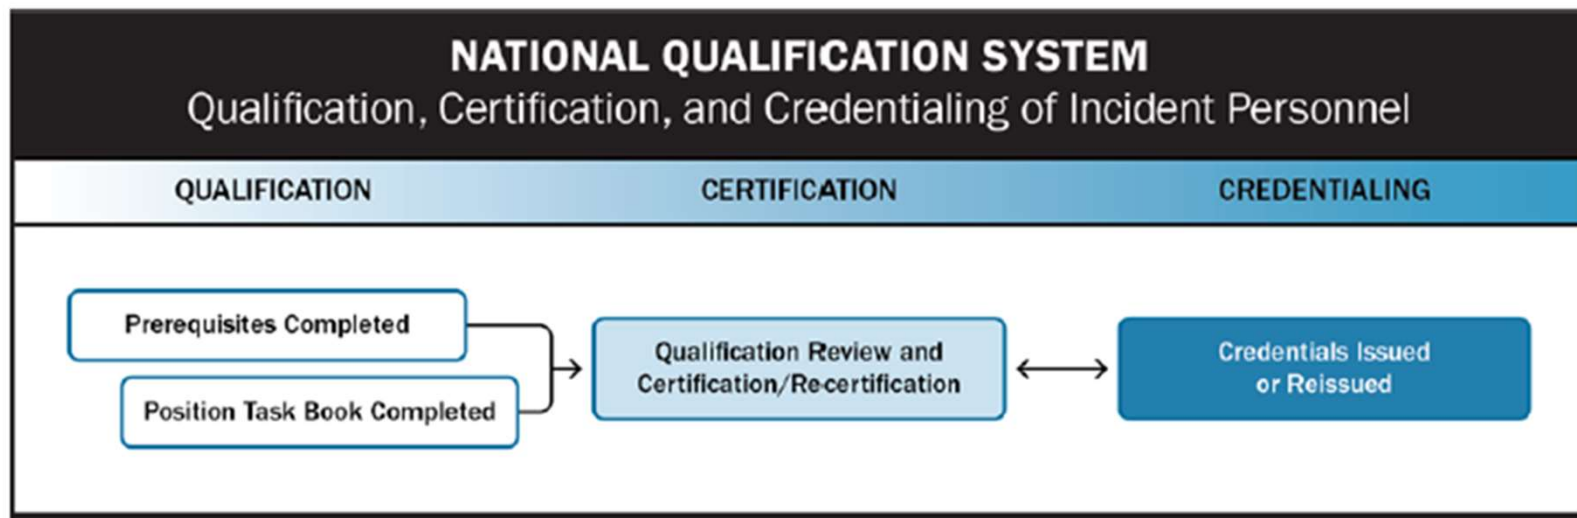 NATIONAL QUALIFICATION SYSTEM
Qualification, Certification, and Credentialing of Incident Personnel
QUALIFICATION
CERTIFICATION
CREDENTIALING
Prerequisites Completed
Position Task Book Completed
Qualification Review and
Certification/Re-certification
Credentials Issued
or Reissued